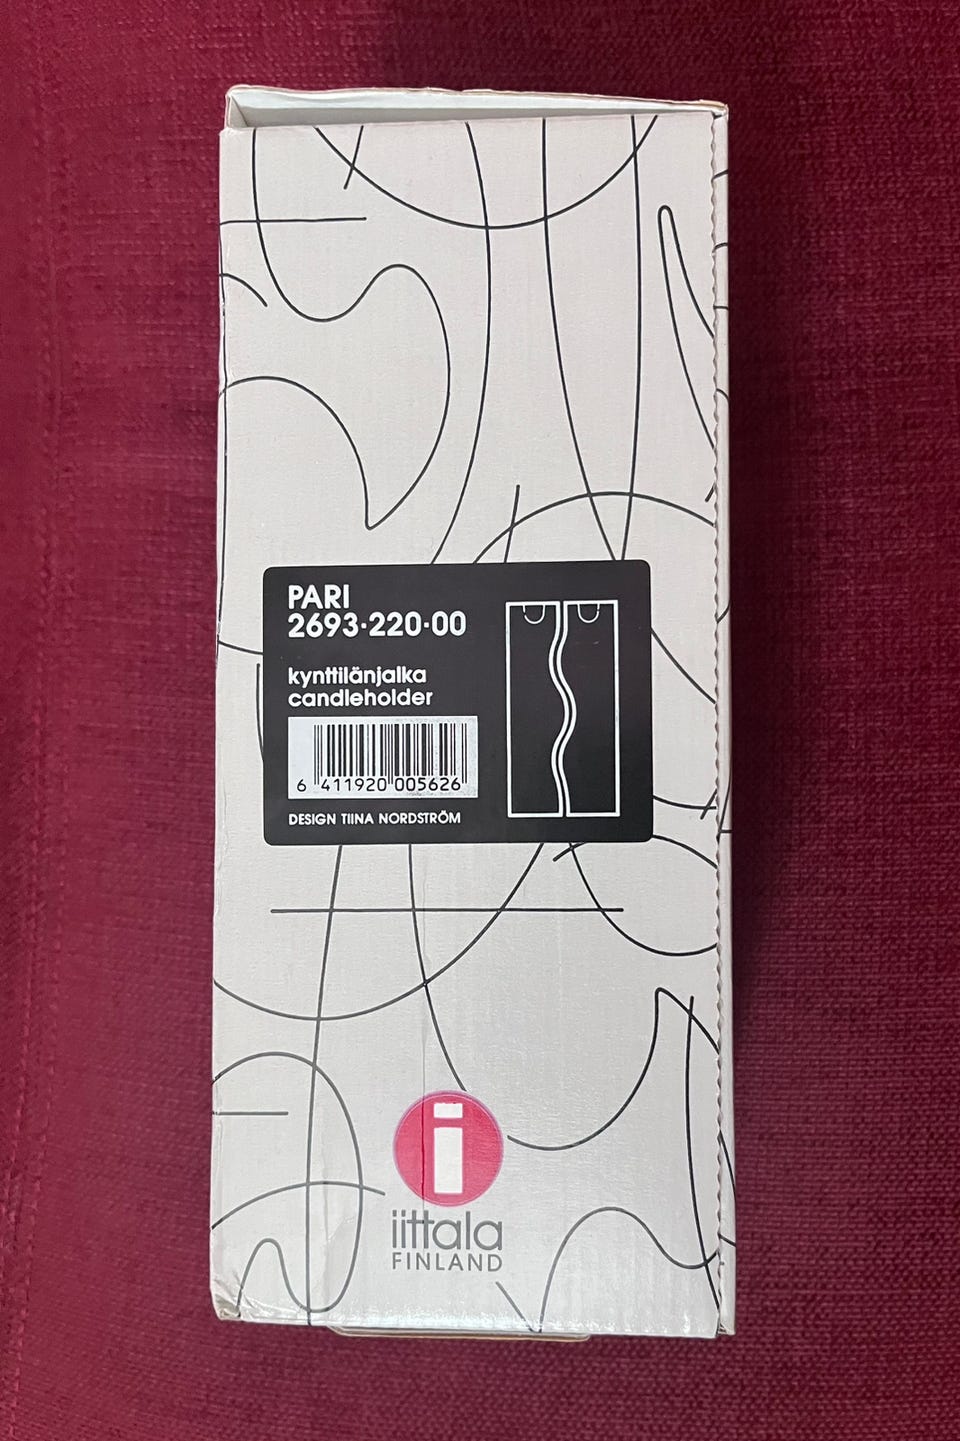 PARI
2693·220·00
kynttilänjalka
candleholder
6 411920 005626
DESIGN TIINA NORDSTRÖM
i
iittala
FINLAND